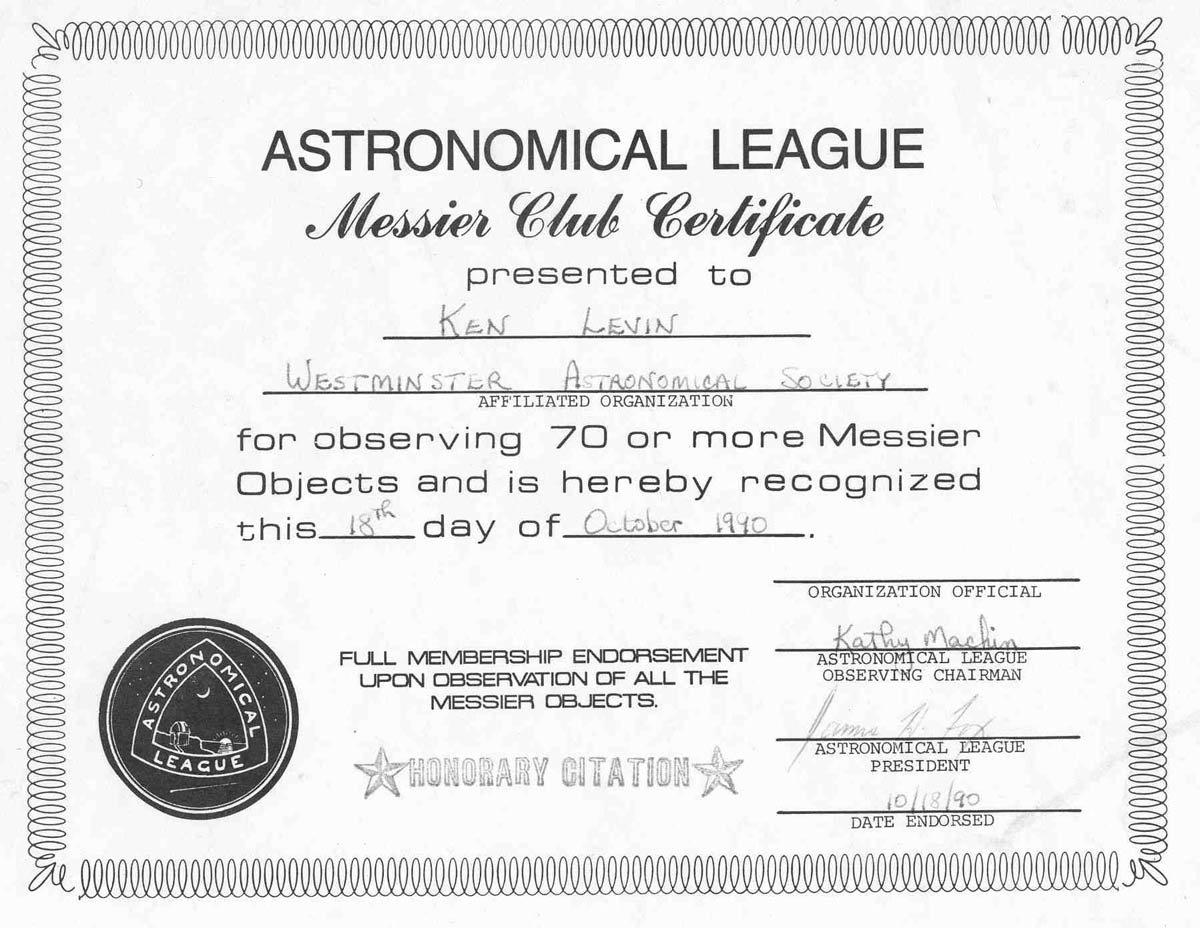 ASTRONOMICAL LEAGUE
Messier Club Certificate
presented to
KEN LEVIN
WESTMINSTER ASTRONOMICAL SOCIETY
AFFILIATED ORGANIZATION
for observing 70 or more Messier
Objects and is hereby recognized
this 18th day of October 1990.
ORGANIZATION OFFICIAL
Kathy Machin
ASTRONOMICAL LEAGUE
OBSERVING CHAIRMAN
James H. Fox
ASTRONOMICAL LEAGUE
PRESIDENT
10/18/90
DATE ENDORSED
FULL MEMBERSHIP ENDORSEMENT
UPON OBSERVATION OF ALL THE
MESSIER OBJECTS.
HONORARY CITATION
ASTRONOMICAL
LEAGUE